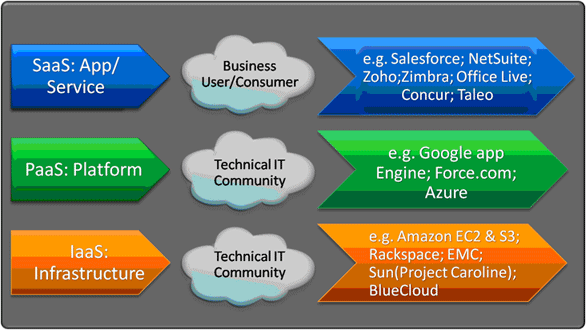 SaaS: App/
Service
Business
User/Consumer
e.g. Salesforce; NetSuite;
Zoho;Zimbra; Office Live;
Concur; Taleo
PaaS: Platform
Technical IT
Community
e.g. Google app
Engine; Force.com;
Azure
IaaS:
Infrastructure
Technical IT
Community
e.g. Amazon EC2 & S3;
Rackspace; EMC;
Sun(Project Caroline);
BlueCloud